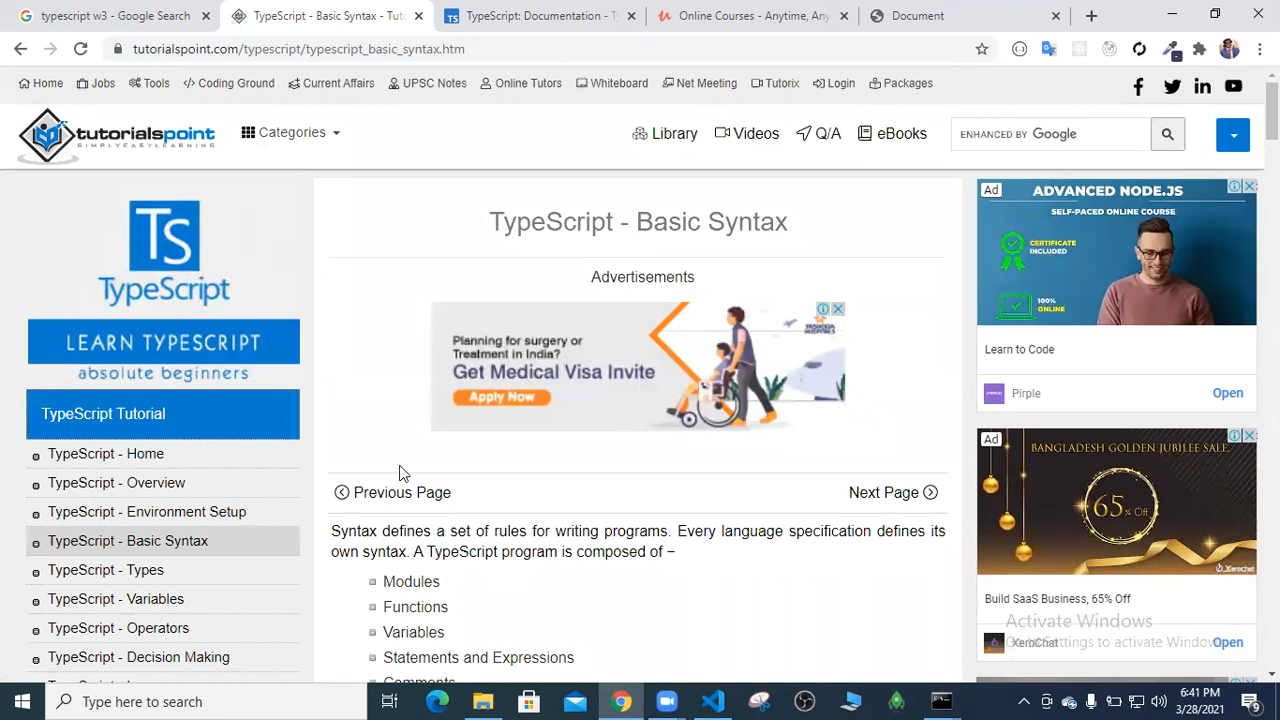 typescript w3 - Google Search
TypeScript - Basic Syntax - Tut
TypeScript: Documentation - T
Online Courses - Anytime, Any
Document
tutorialspoint.com/typescript/typescript_basic_syntax.htm
Home Jobs Tools Coding Ground Current Affairs UPSC Notes Online Tutors Whiteboard Net Meeting Tutorix Login Packages
tutorialspoint
SIMPLYEASYLEARNING
Categories
Library Videos Q/A eBooks
ENHANCED BY Google
TS
TypeScript
LEARN TYPESCRIPT
absolute beginners
TypeScript Tutorial
TypeScript - Home
TypeScript - Overview
TypeScript - Environment Setup
TypeScript - Basic Syntax
TypeScript - Types
TypeScript - Variables
TypeScript - Operators
TypeScript - Decision Making
TypeScript - Basic Syntax
Advertisements
Planning for surgery or
Treatment in India?
Get Medical Visa Invite
Apply Now
YASHODA
HOSPITALS
Previous Page
Next Page
Syntax defines a set of rules for writing programs. Every language specification defines its
own syntax. A TypeScript program is composed of −
Modules
Functions
Variables
Statements and Expressions
Comments
Ad
ADVANCED NODE.JS
SELF-PACED ONLINE COURSE
CERTIFICATE
INCLUDED
100%
ONLINE
Learn to Code
Pirple
Open
Ad
BANGLADESH GOLDEN JUBILEE SALE.
65% Off
XeroChat
Build SaaS Business, 65% Off
XeroChat
Open
Activate Windows
Go to Settings to activate Windows.
Type here to search
6:41 PM
3/28/2021
9